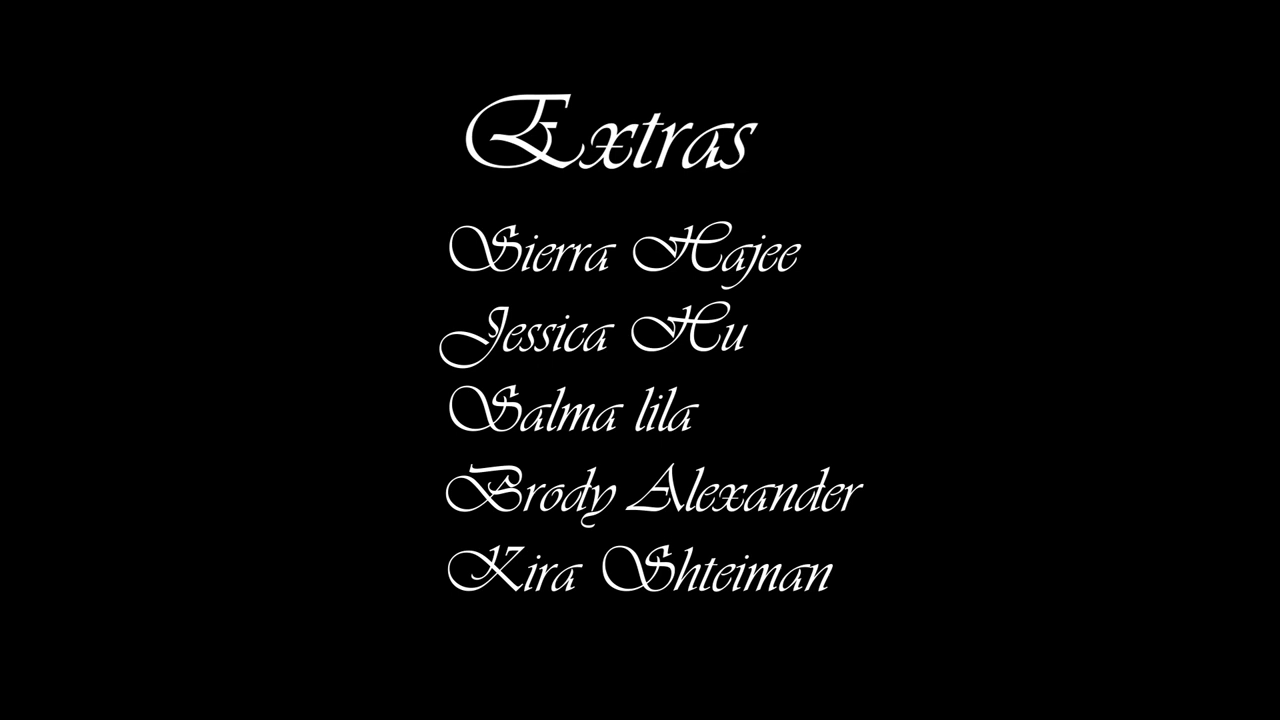 Extras
Sierra Hajee
Jessica Hu
Salma lila
Brody Alexander
Kira Shteiman